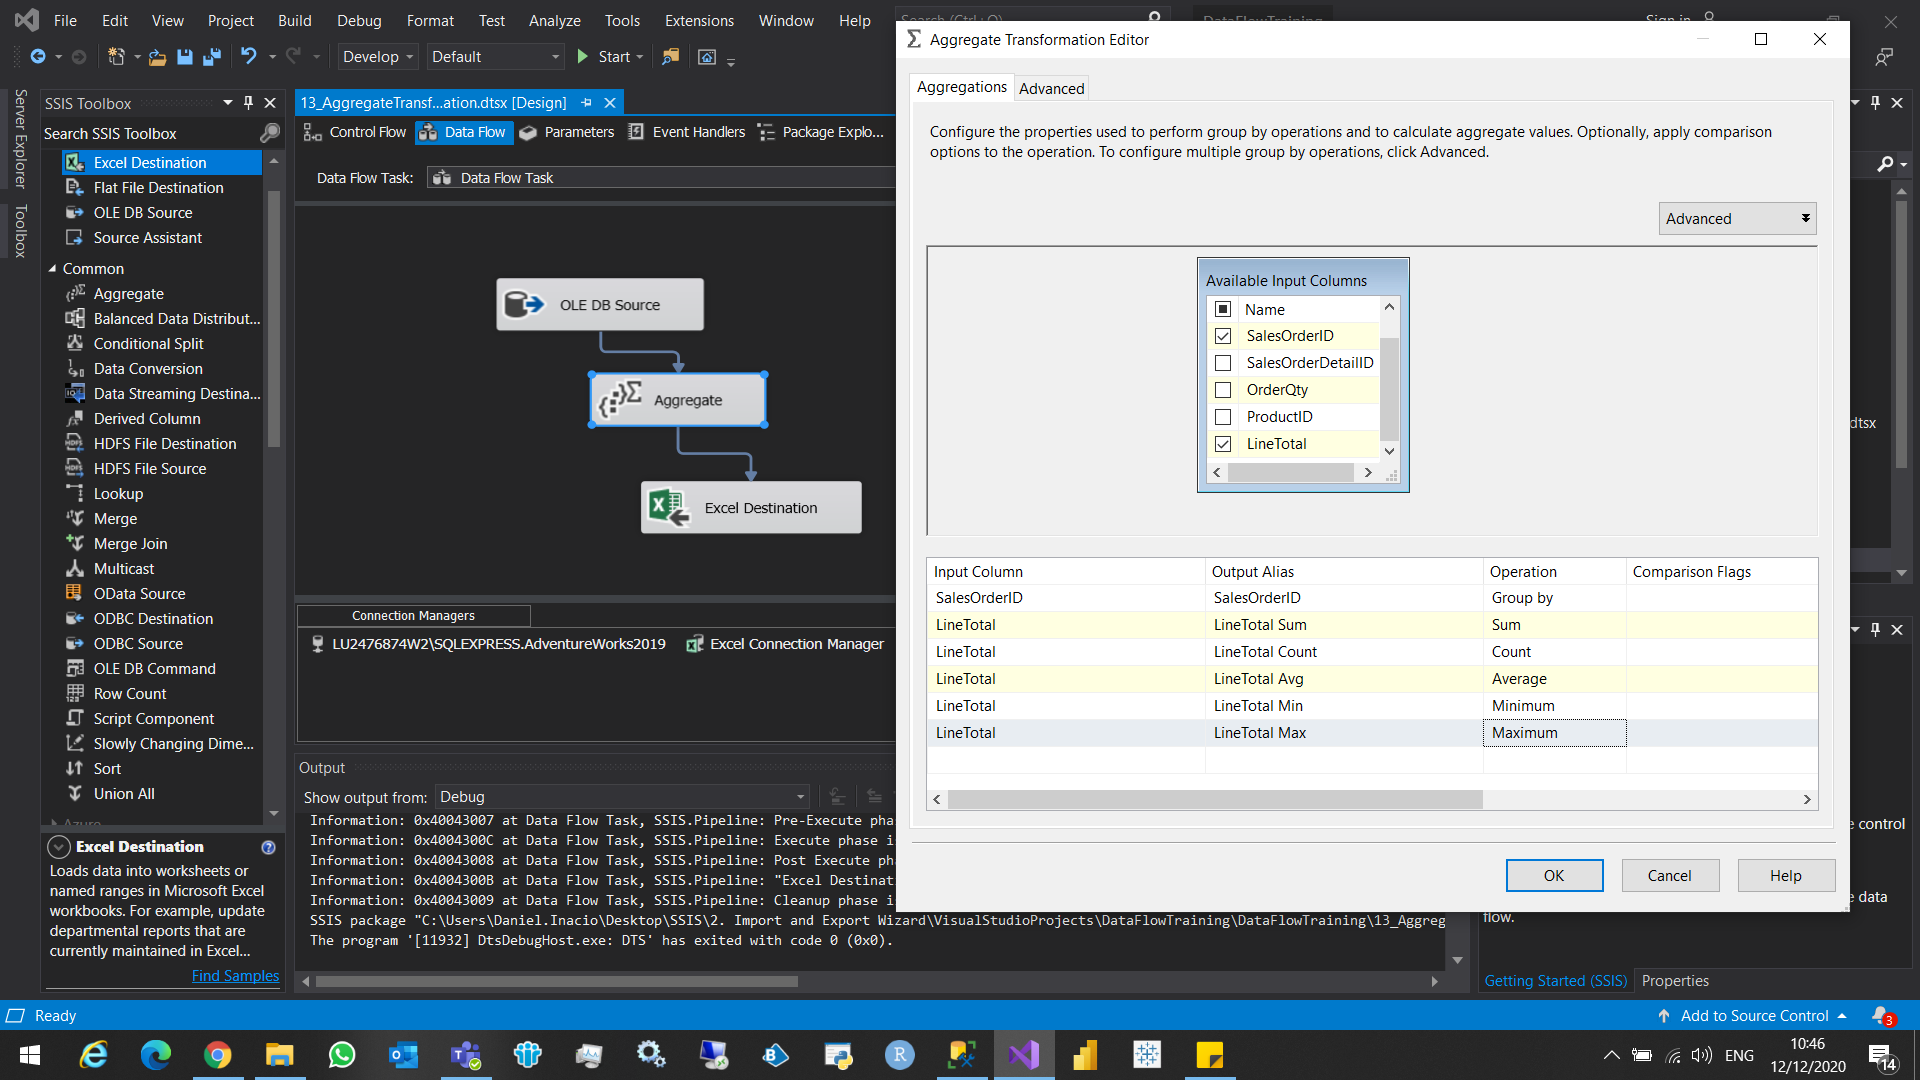 File Edit View Project Build Debug Format Test Analyze Tools Extensions Window Help
Develop Default Start
Server Explorer
Toolbox
SSIS Toolbox
Search SSIS Toolbox
Excel Destination
Flat File Destination
OLE DB Source
Source Assistant
Common
Aggregate
Balanced Data Distribut...
Conditional Split
Data Conversion
Data Streaming Destina...
Derived Column
HDFS File Destination
HDFS File Source
Lookup
Merge
Merge Join
Multicast
OData Source
ODBC Destination
ODBC Source
OLE DB Command
Row Count
Script Component
Slowly Changing Dime...
Sort
Union All
Azure
Excel Destination
Loads data into worksheets or
named ranges in Microsoft Excel
workbooks. For example, update
departmental reports that are
currently maintained in Excel...
Find Samples
13_AggregateTransf...ation.dtsx [Design]
Control Flow Data Flow Parameters Event Handlers Package Explo...
Data Flow Task: Data Flow Task
OLE DB Source
Aggregate
Excel Destination
Connection Managers
LU2476874W2\SQLEXPRESS.AdventureWorks2019 Excel Connection Manager
Output
Show output from: Debug
Information: 0x40043007 at Data Flow Task, SSIS.Pipeline: Pre-Execute pha
Information: 0x4004300C at Data Flow Task, SSIS.Pipeline: Execute phase i
Information: 0x40043008 at Data Flow Task, SSIS.Pipeline: Post Execute ph
Information: 0x4004300B at Data Flow Task, SSIS.Pipeline: "Excel Destinat
Information: 0x40043009 at Data Flow Task, SSIS.Pipeline: Cleanup phase i
SSIS package "C:\Users\Daniel.Inacio\Desktop\SSIS\2. Import and Export Wizard\VisualStudioProjects\DataFlowTraining\DataFlowTraining\13_Aggreg
The program '[11932] DtsDebugHost.exe: DTS' has exited with code 0 (0x0).
Aggregate Transformation Editor
Aggregations Advanced
Configure the properties used to perform group by operations and to calculate aggregate values. Optionally, apply comparison
options to the operation. To configure multiple group by operations, click Advanced.
Advanced
Available Input Columns
Name
SalesOrderID
SalesOrderDetailID
OrderQty
ProductID
LineTotal
Input Column Output Alias Operation Comparison Flags
SalesOrderID SalesOrderID Group by
LineTotal LineTotal Sum Sum
LineTotal LineTotal Count Count
LineTotal LineTotal Avg Average
LineTotal LineTotal Min Minimum
LineTotal LineTotal Max Maximum
OK Cancel Help
dtsx
e control
e data
flow.
Getting Started (SSIS) Properties
Ready
Add to Source Control 3
ENG
10:46
12/12/2020
14